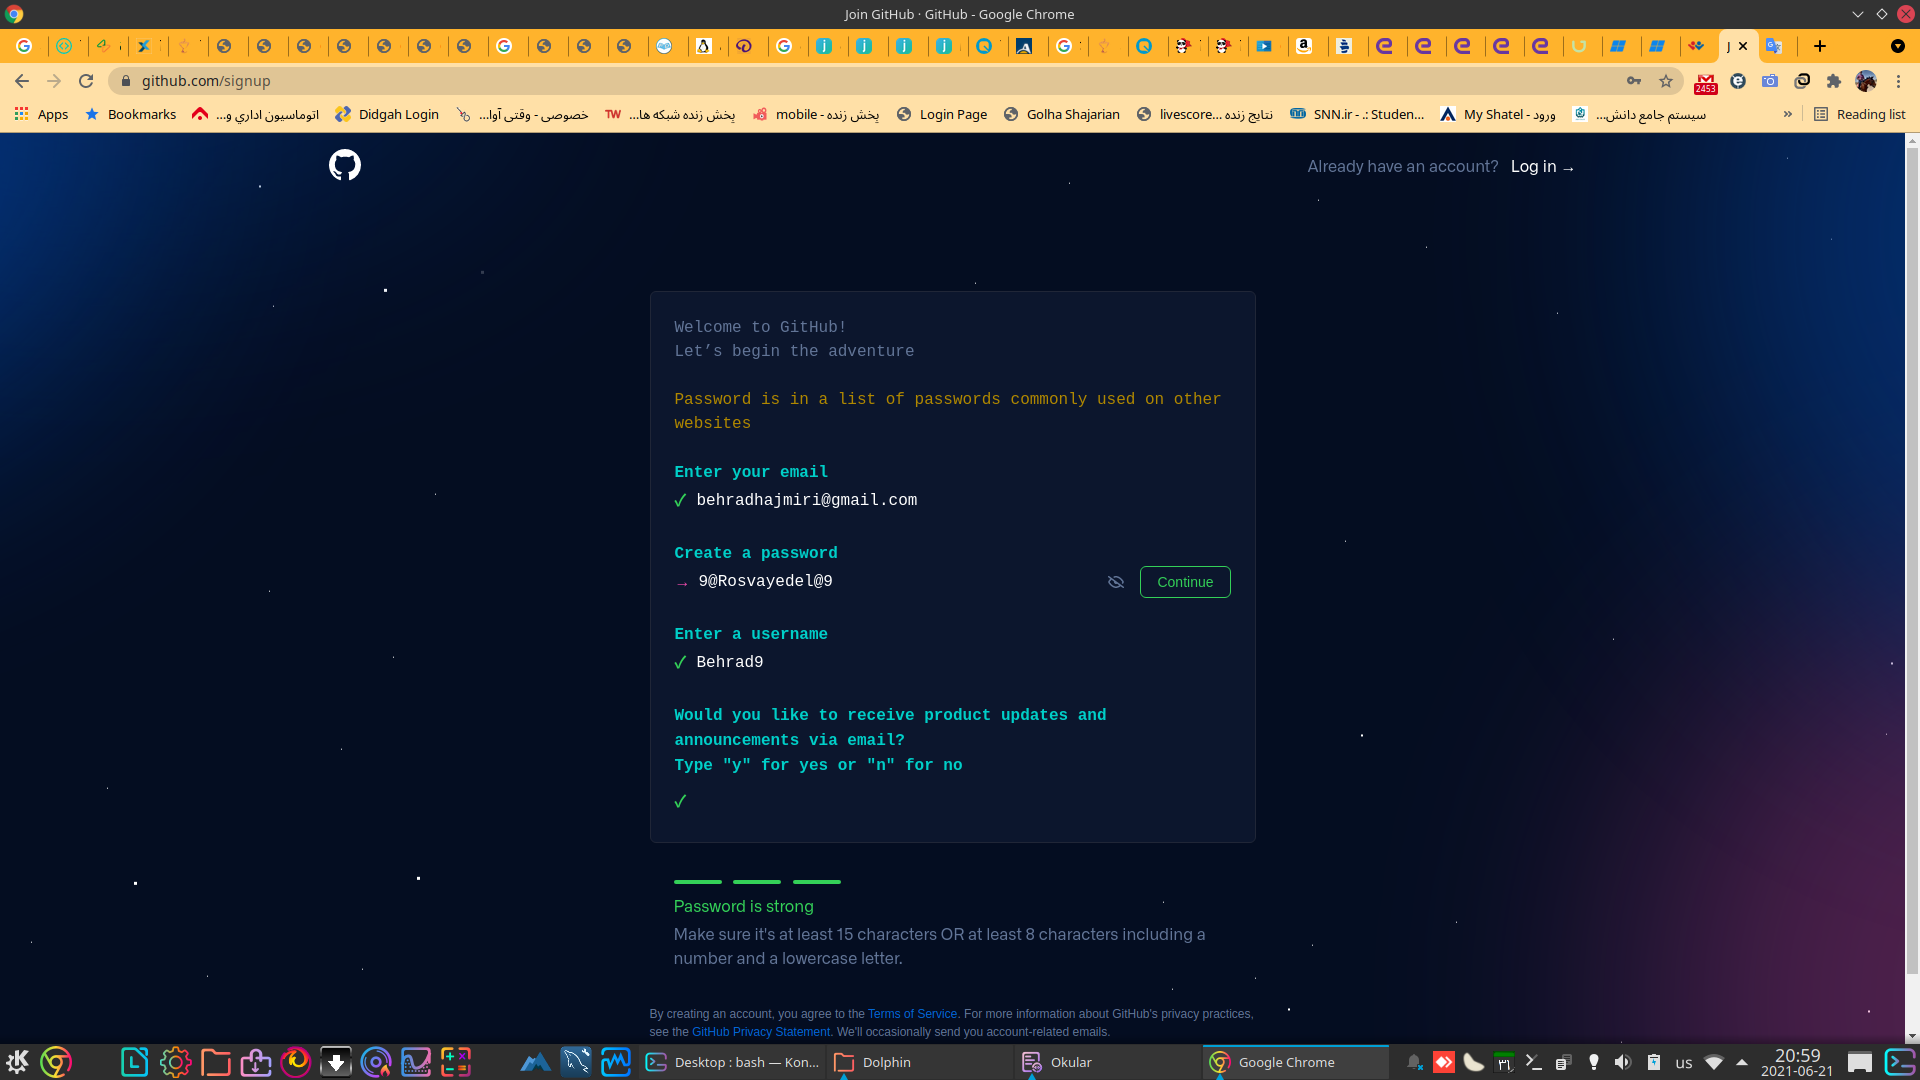 Join GitHub · GitHub - Google Chrome
github.com/signup
2453
Apps
Bookmarks
اتوماسیون اداري و...
Didgah Login
خصوصی - وقتی آوا...
TW پخش زنده شبکه ها...
mobile - پخش زنده
Login Page
Golha Shajarian
livescore... نتایج زنده
SNN.ir - .: Studen...
My Shatel - ورود
سیستم جامع دانش...
»
Reading list
Already have an account? Log in →
Welcome to GitHub!
Let’s begin the adventure
Password is in a list of passwords commonly used on other
websites
Enter your email
✓ behradhajmiri@gmail.com
Create a password
→ 9@Rosvayedel@9
Continue
Enter a username
✓ Behrad9
Would you like to receive product updates and
announcements via email?
Type "y" for yes or "n" for no
✓
Password is strong
Make sure it's at least 15 characters OR at least 8 characters including a
number and a lowercase letter.
By creating an account, you agree to the Terms of Service. For more information about GitHub's privacy practices,
see the GitHub Privacy Statement. We'll occasionally send you account-related emails.
Desktop : bash — Kon...
Dolphin
Okular
Google Chrome
us
20:59
2021-06-21